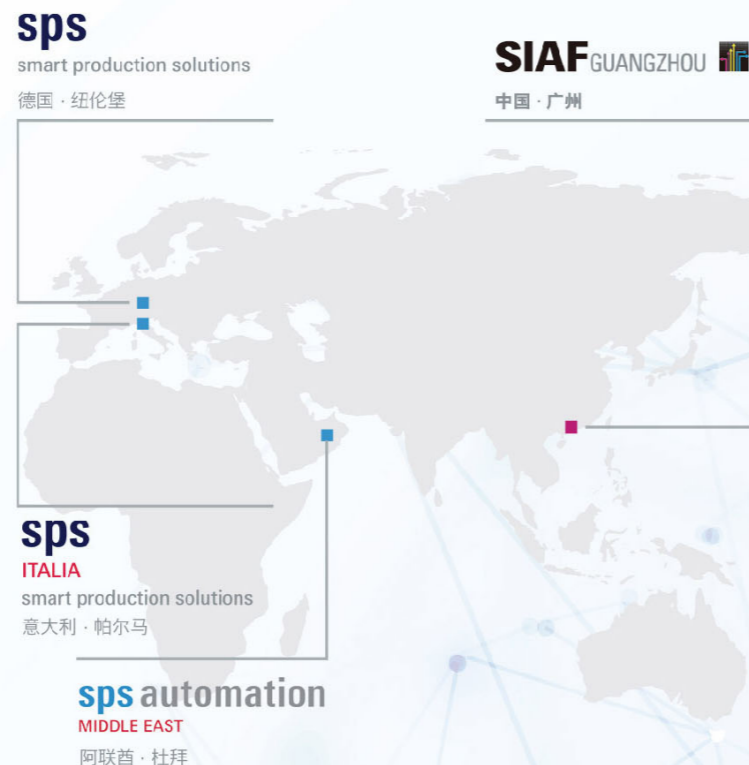 sps
smart production solutions
德国 · 纽伦堡
SIAF GUANGZHOU
中国 · 广州
sps
ITALIA
smart production solutions
意大利 · 帕尔马
sps automation
MIDDLE EAST
阿联酋 · 杜拜